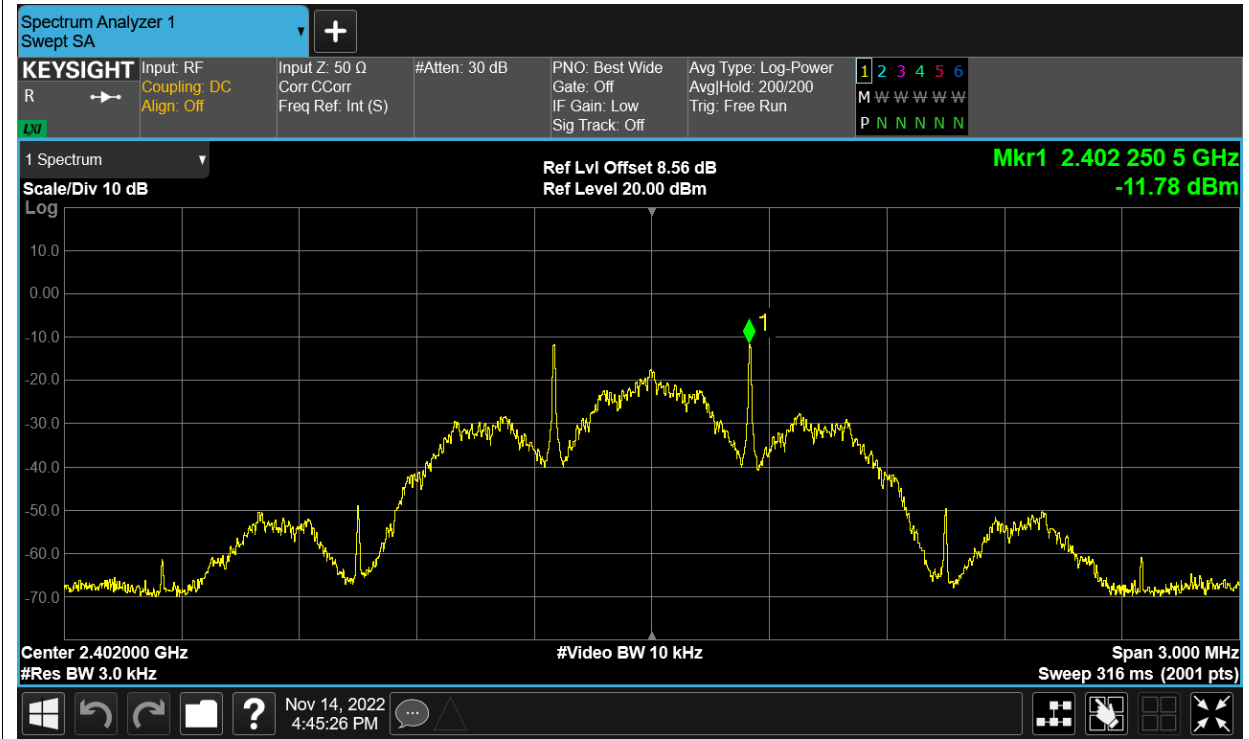 Spectrum Analyzer 1
Swept SA
KEYSIGHT
R
LXI
Input: RF
Coupling: DC
Align: Off
Input Z: 50 Ω
Corr CCorr
Freq Ref: Int (S)
#Atten: 30 dB
PNO: Best Wide
Gate: Off
IF Gain: Low
Sig Track: Off
Avg Type: Log-Power
Avg|Hold: 200/200
Trig: Free Run
1 2 3 4 5 6
M W W W W W W
P N N N N N N
1 Spectrum
Scale/Div 10 dB
Log
Ref Lvl Offset 8.56 dB
Ref Level 20.00 dBm
Mkr1 2.402 250 5 GHz
-11.78 dBm
10.0
0.00
1
-10.0
-20.0
-30.0
-40.0
-50.0
-60.0
-70.0
Center 2.402000 GHz
#Video BW 10 kHz
Span 3.000 MHz
#Res BW 3.0 kHz
Sweep 316 ms (2001 pts)
?
Nov 14, 2022
4:45:26 PM